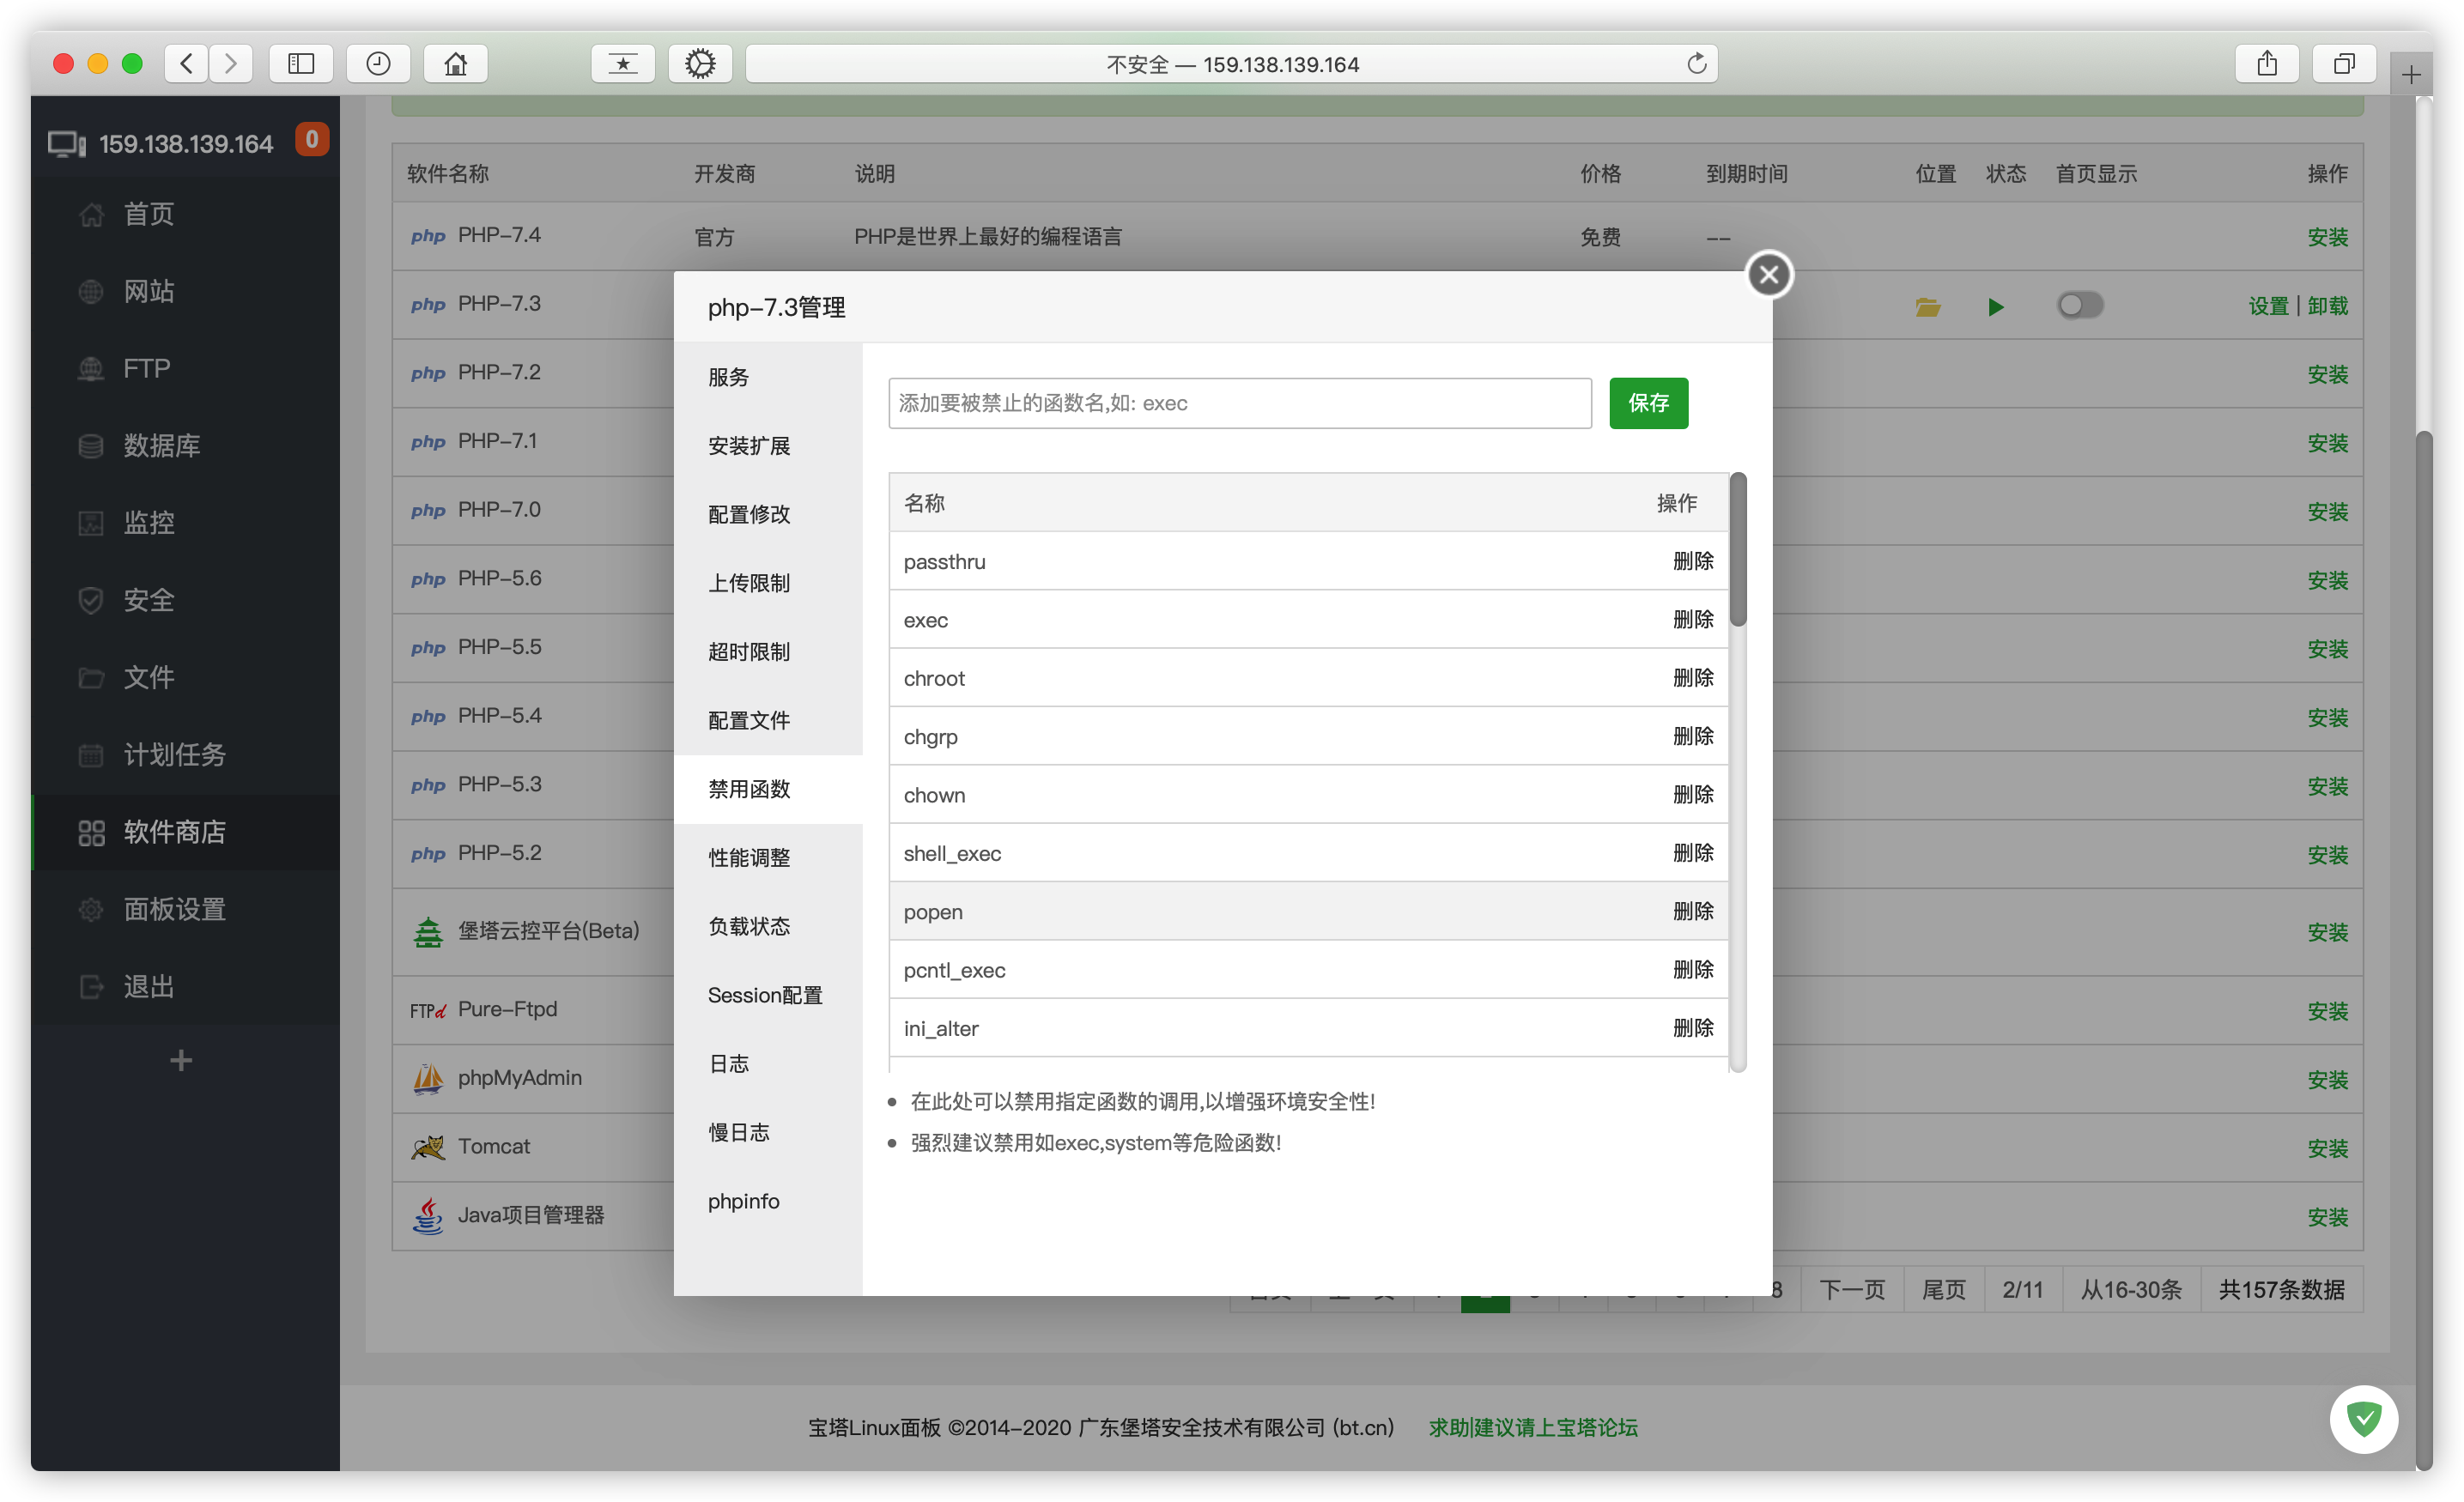 不安全 — 159.138.139.164
159.138.139.164 0
首页
网站
FTP
数据库
监控
安全
文件
计划任务
软件商店
面板设置
退出
软件名称 开发商 说明 价格 到期时间 位置 状态 首页显示 操作
php PHP-7.4 官方 PHP是世界上最好的编程语言 免费 -- 安装
php PHP-7.3 设置 | 卸载
php PHP-7.2 安装
php PHP-7.1 安装
php PHP-7.0 安装
php PHP-5.6 安装
php PHP-5.5 安装
php PHP-5.4 安装
php PHP-5.3 安装
php PHP-5.2 安装
堡塔云控平台(Beta) 安装
FTPd Pure-Ftpd 安装
phpMyAdmin 安装
Tomcat 安装
Java项目管理器 安装
php-7.3管理
服务
安装扩展
配置修改
上传限制
超时限制
配置文件
禁用函数
性能调整
负载状态
Session配置
日志
慢日志
phpinfo
添加要被禁止的函数名,如: exec 保存
名称 操作
passthru 删除
exec 删除
chroot 删除
chgrp 删除
chown 删除
shell_exec 删除
popen 删除
pcntl_exec 删除
ini_alter 删除
在此处可以禁用指定函数的调用,以增强环境安全性!
强烈建议禁用如exec,system等危险函数!
8 下一页 尾页 2/11 从16-30条 共157条数据
宝塔Linux面板 ©2014-2020 广东堡塔安全技术有限公司 (bt.cn) 求助|建议请上宝塔论坛